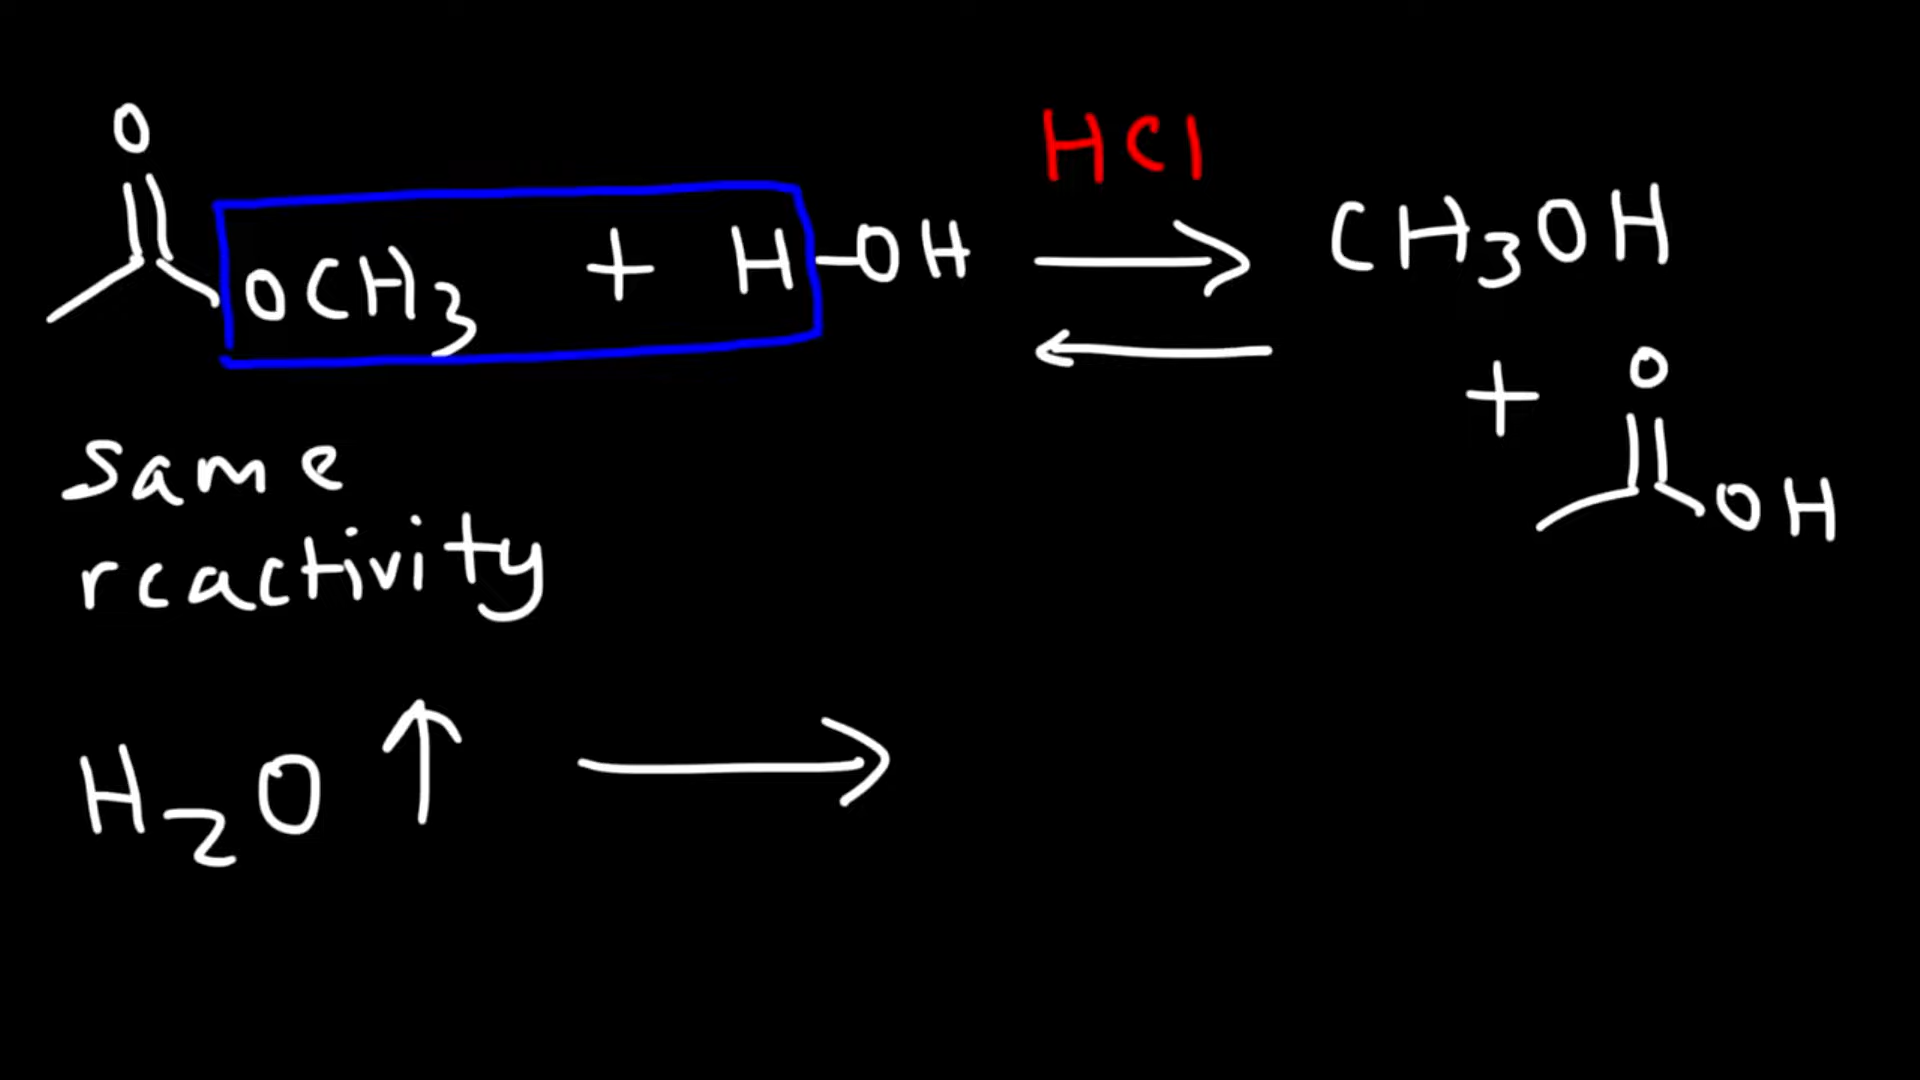 HCl
O
OCH3 + H-OH ⇌ CH3OH
+
O
OH
same
reactivity
H2O ↑ →